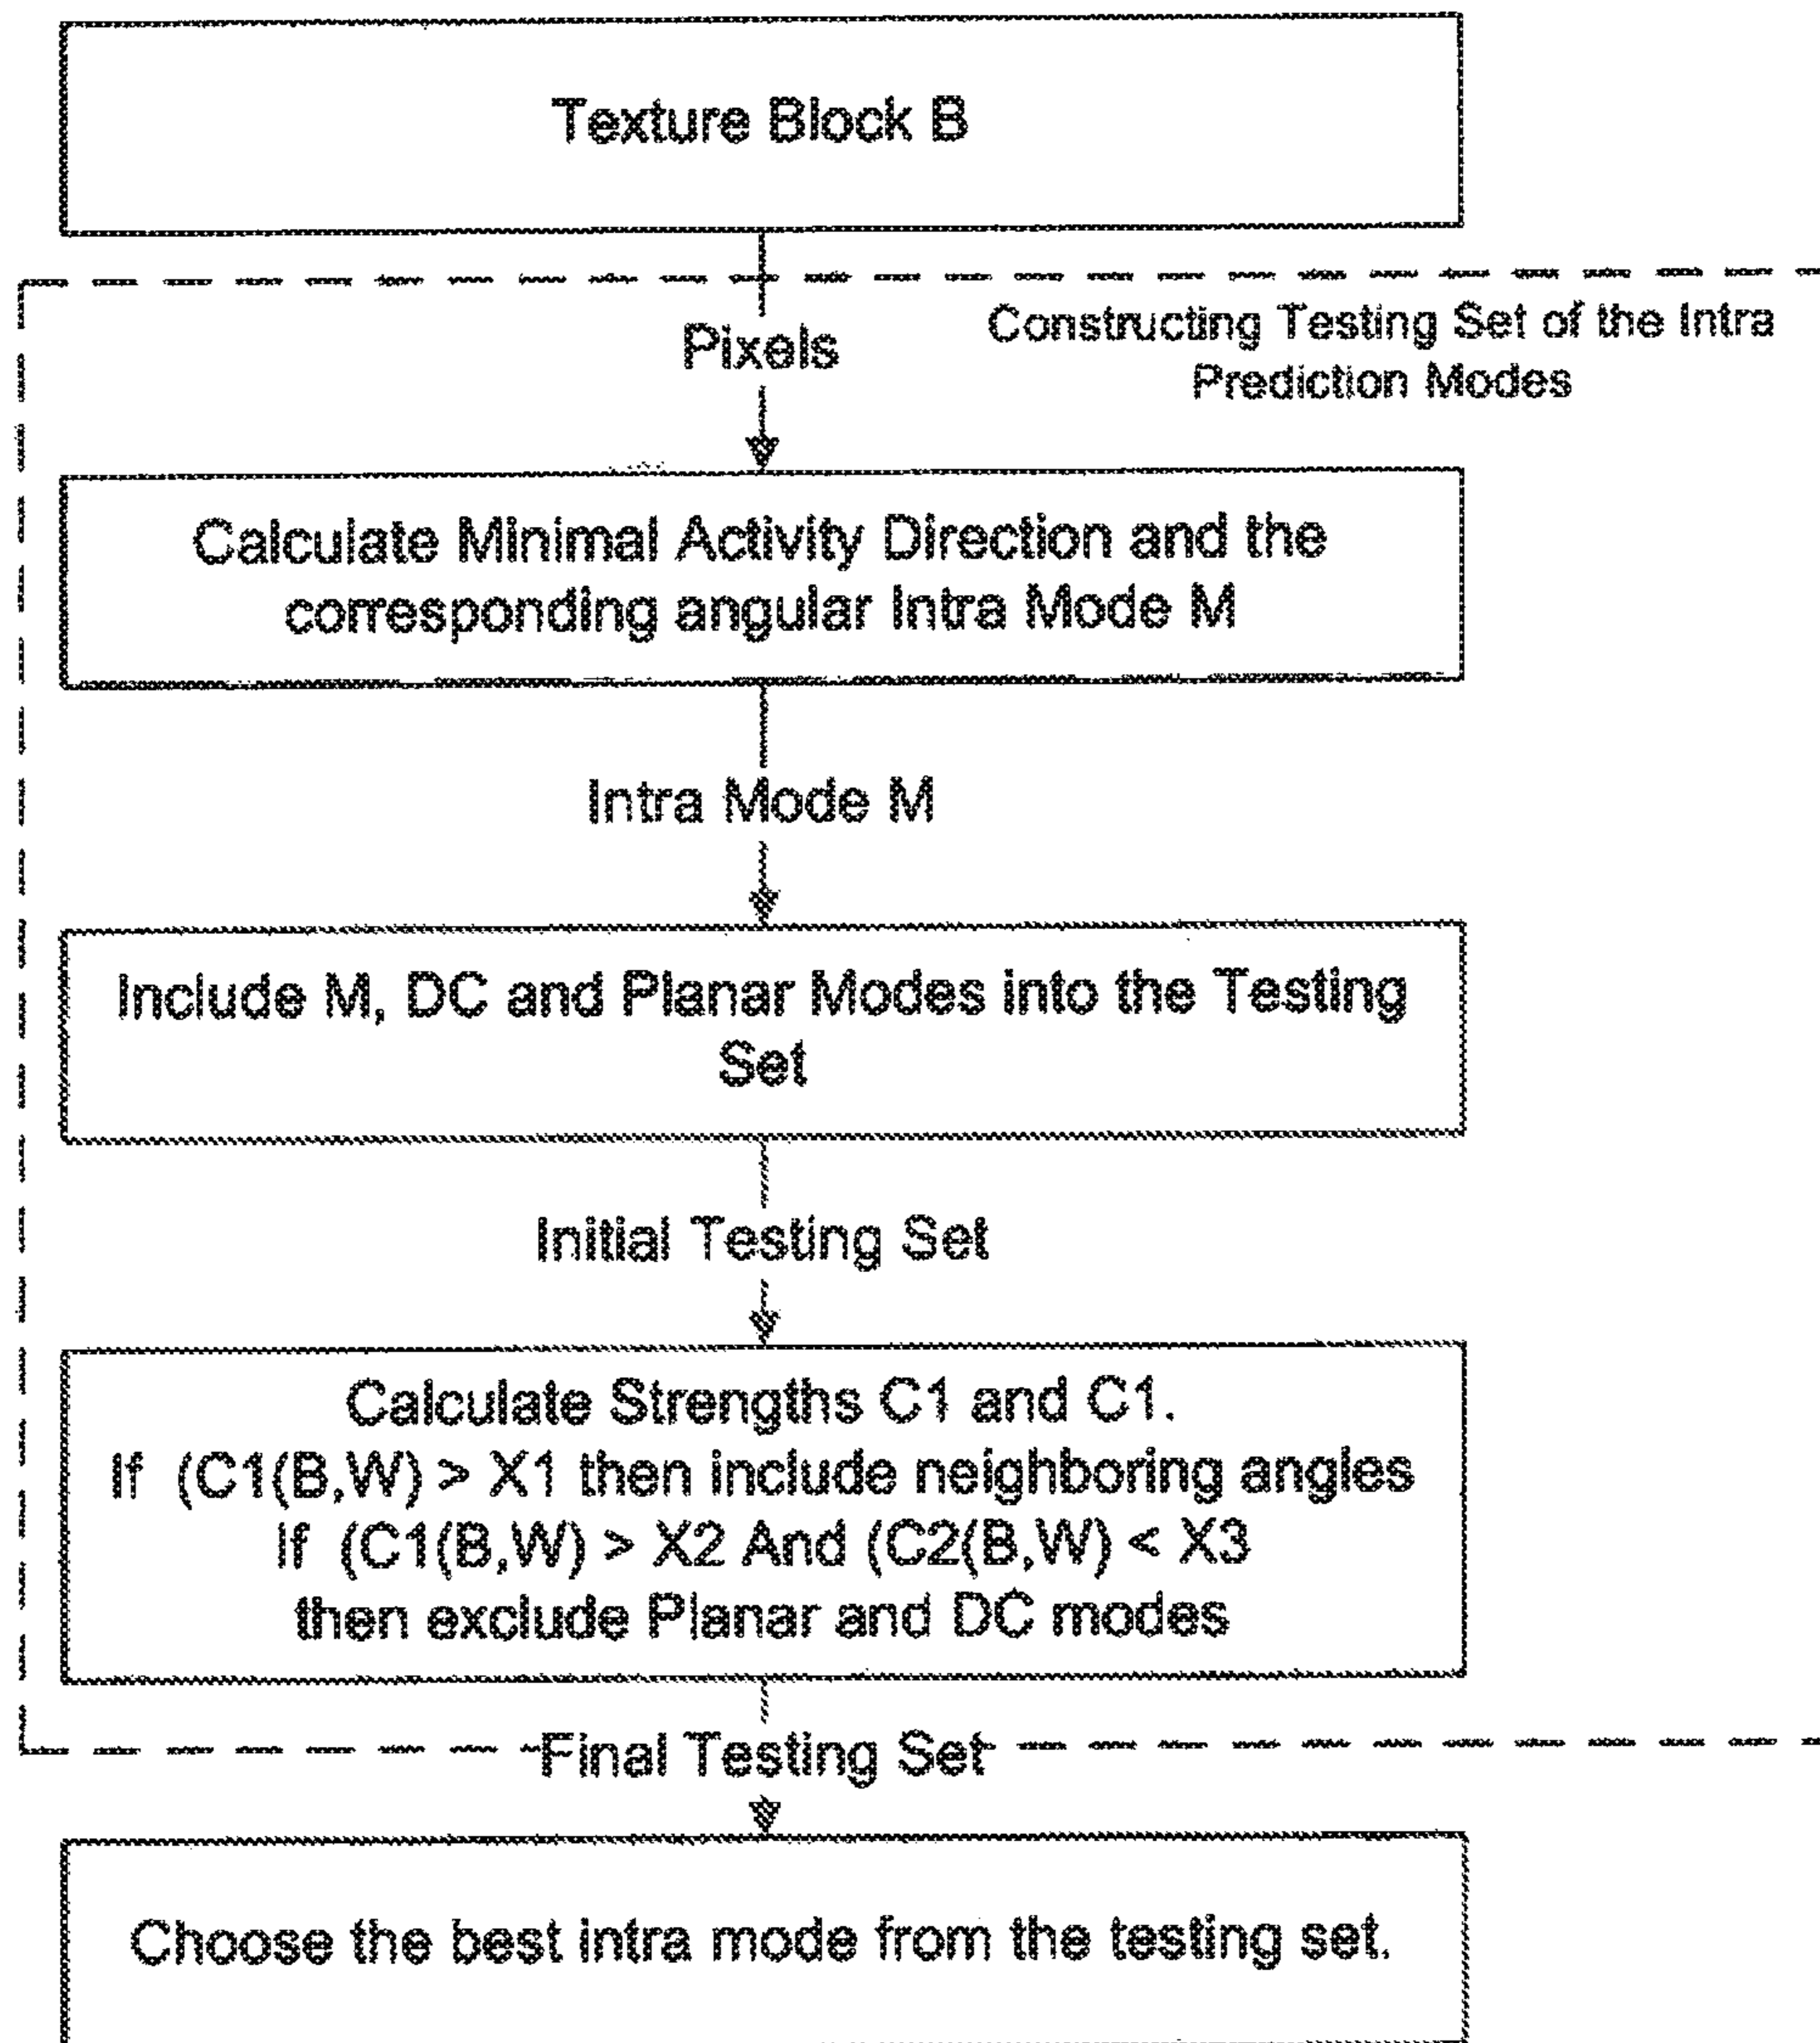 Texture Block B
Pixels
Constructing Testing Set of the Intra
Prediction Modes
Calculate Minimal Activity Direction and the
corresponding angular Intra Mode M
Intra Mode M
Include M, DC and Planar Modes into the Testing
Set
Initial Testing Set
Calculate Strengths C1 and C1.
If (C1(B,W) > X1 then include neighboring angles
If (C1(B,W) > X2 And (C2(B,W) < X3
then exclude Planar and DC modes
Final Testing Set
Choose the best intra mode from the testing set.